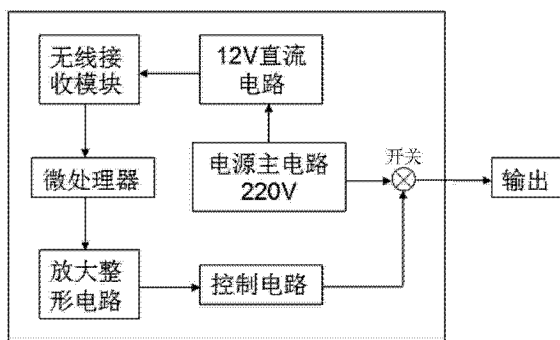 无线接
收模块
12V直流
电路
微处理器
电源主电路
220V
开关
输出
放大整
形电路
控制电路